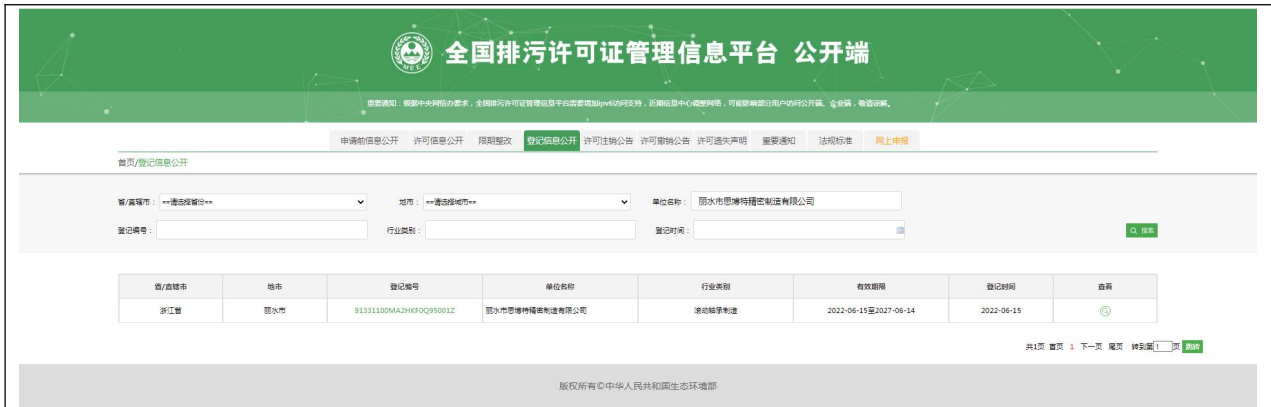 MEE
全国排污许可证管理信息平台 公开端
重要通知：根据中央网信办要求，全国排污许可证管理信息平台需要增加ipv6访问支持，近期信息中心调整网络，可能影响部分用户访问公开端、企业端，敬请谅解。
申请前信息公开 许可信息公开 限期整改 登记信息公开 许可注销公告 许可撤销公告 许可遗失声明 重要通知 法规标准 网上申报
首页/登记信息公开
省/直辖市： ==请选择省份== 地市： ==请选择城市== 单位名称： 丽水市思博特精密制造有限公司
登记编号： 行业类别： 登记时间： 搜索
省/直辖市 地市 登记编号 单位名称 行业类别 有效期限 登记时间 查看
浙江省 丽水市 91331100MA2HKF0Q95001Z 丽水市思博特精密制造有限公司 滚动轴承制造 2022-06-15至2027-06-14 2022-06-15
共1页 首页 1 下一页 尾页 转到第 1 页 跳转
版权所有©中华人民共和国生态环境部